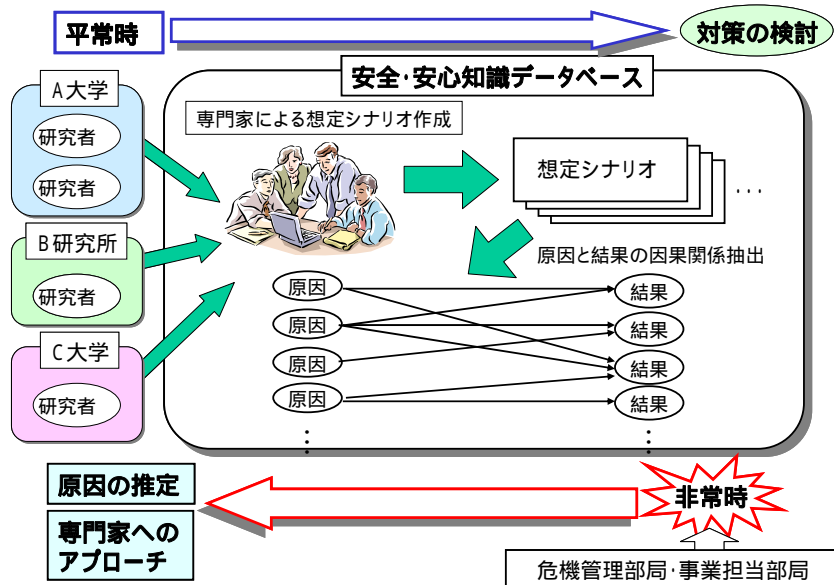 平常時
対策の検討
安全・安心知識データベース
A大学
研究者
研究者
B研究所
研究者
C大学
研究者
専門家による想定シナリオ作成
想定シナリオ
...
原因と結果の因果関係抽出
原因
結果
原因
結果
原因
結果
原因
結果
⋮
⋮
原因の推定
専門家への
アプローチ
非常時
危機管理部局・事業担当部局